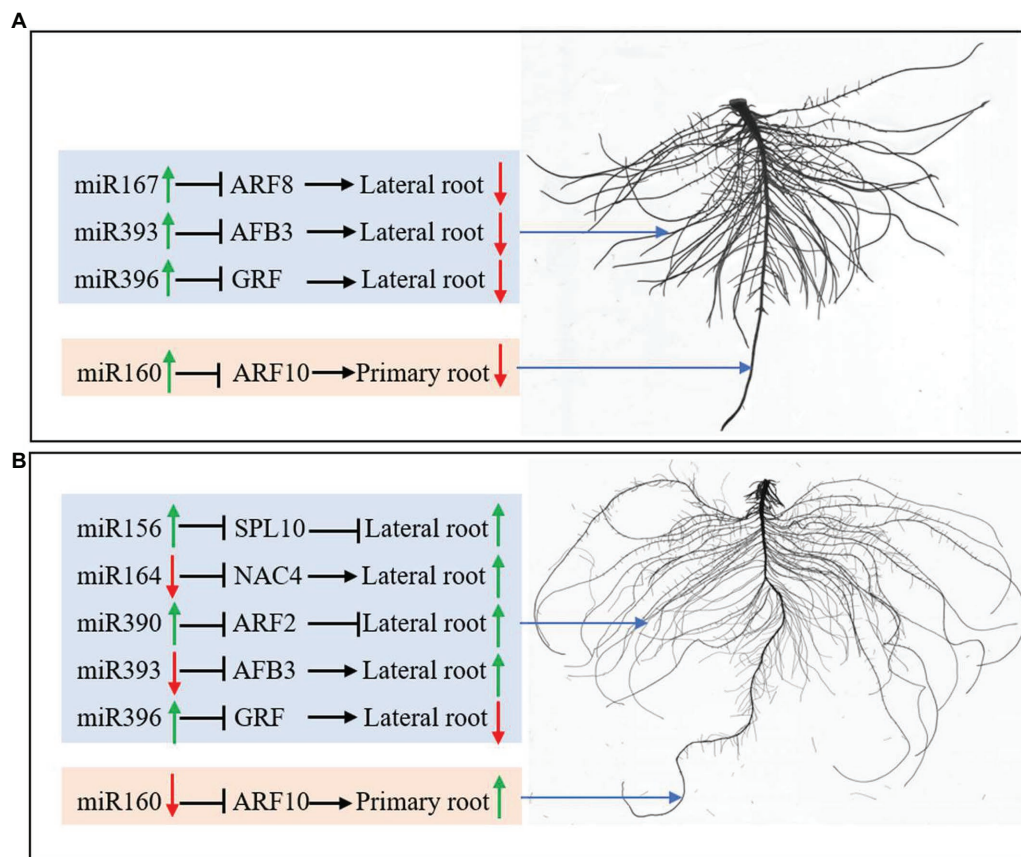 A
miR167 ARF8 Lateral root
miR393 AFB3 Lateral root
miR396 GRF Lateral root
miR160 ARF10 Primary root
B
miR156 SPL10 Lateral root
miR164 NAC4 Lateral root
miR390 ARF2 Lateral root
miR393 AFB3 Lateral root
miR396 GRF Lateral root
miR160 ARF10 Primary root